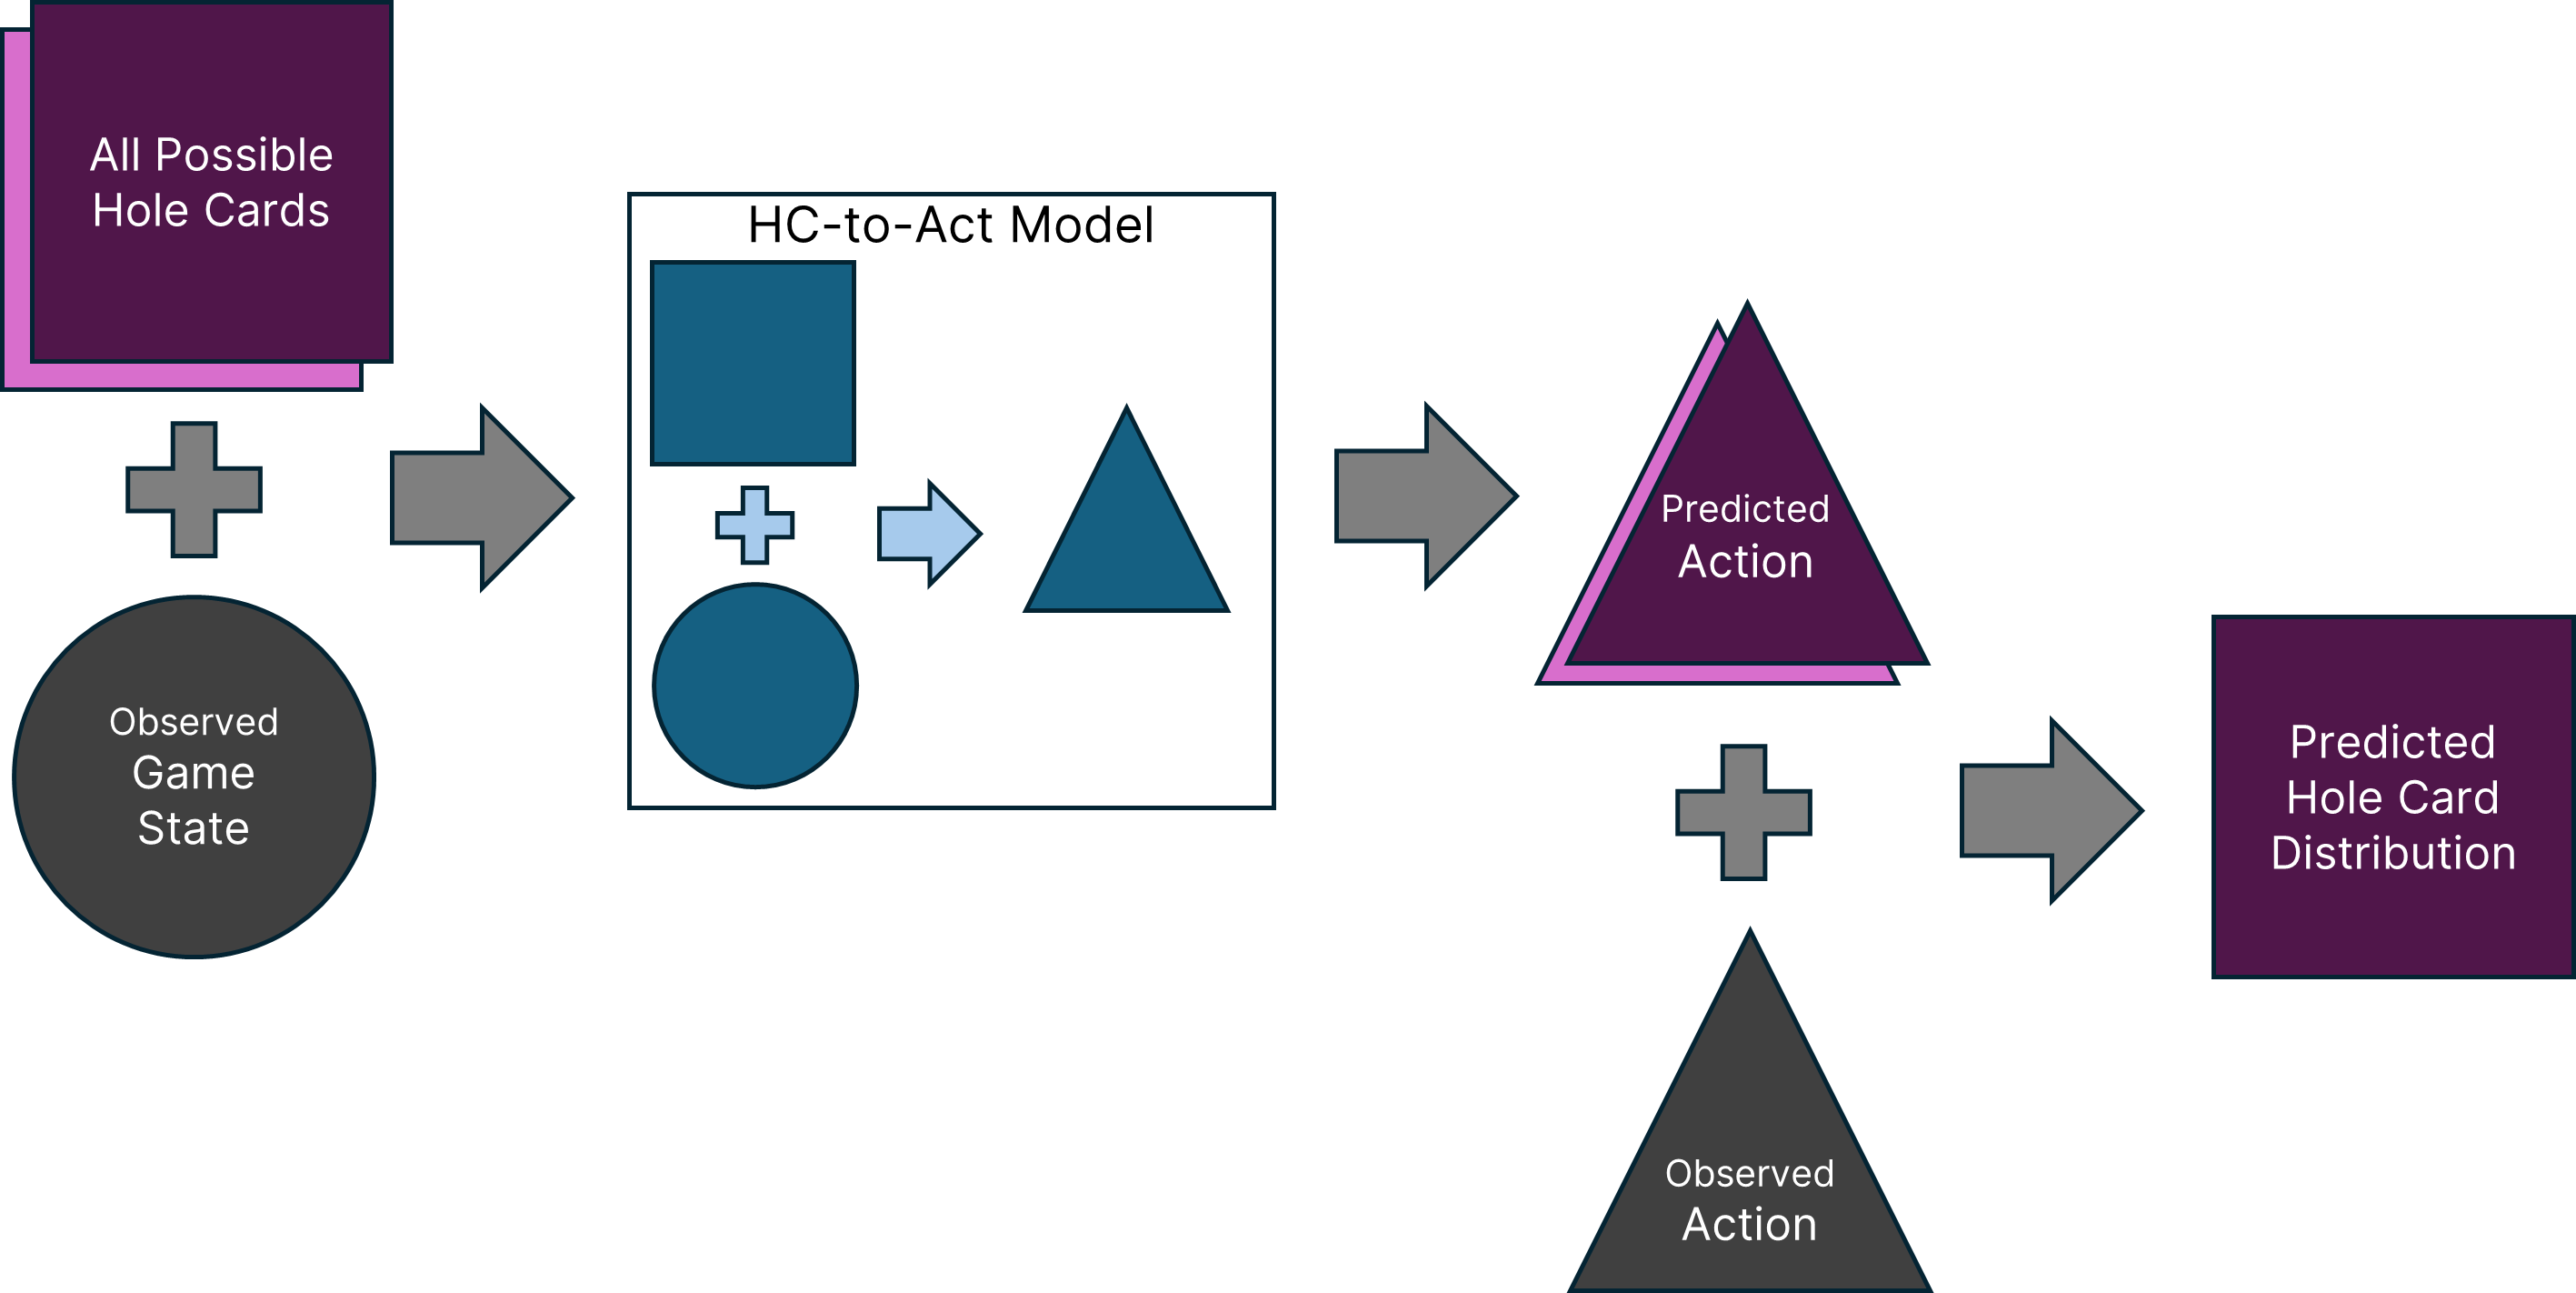 All Possible
Hole Cards
Observed
Game
State
HC-to-Act Model
Predicted
Action
Observed
Action
Predicted
Hole Card
Distribution